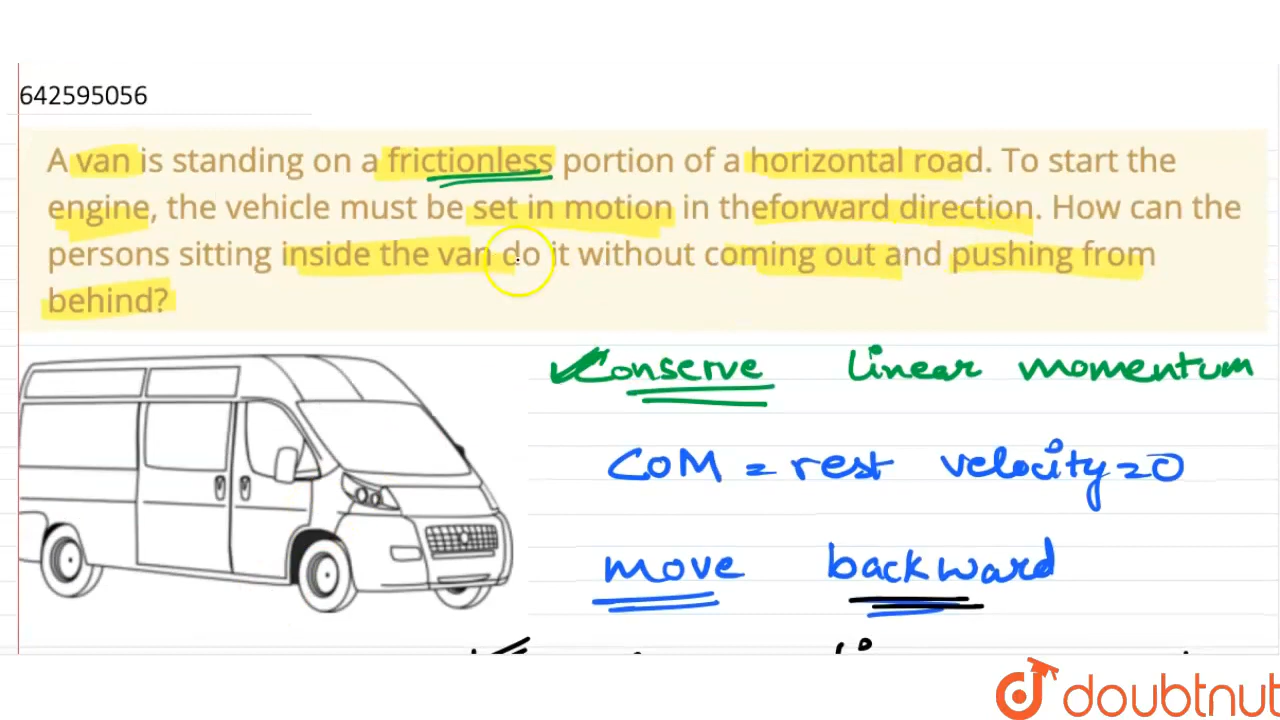 642595056
A van is standing on a frictionless portion of a horizontal road. To start the
engine, the vehicle must be set in motion in theforward direction. How can the
persons sitting inside the van do it without coming out and pushing from
behind?
Conserve linear momentum
COM = rest velocity = 0
move backward
doubtnut